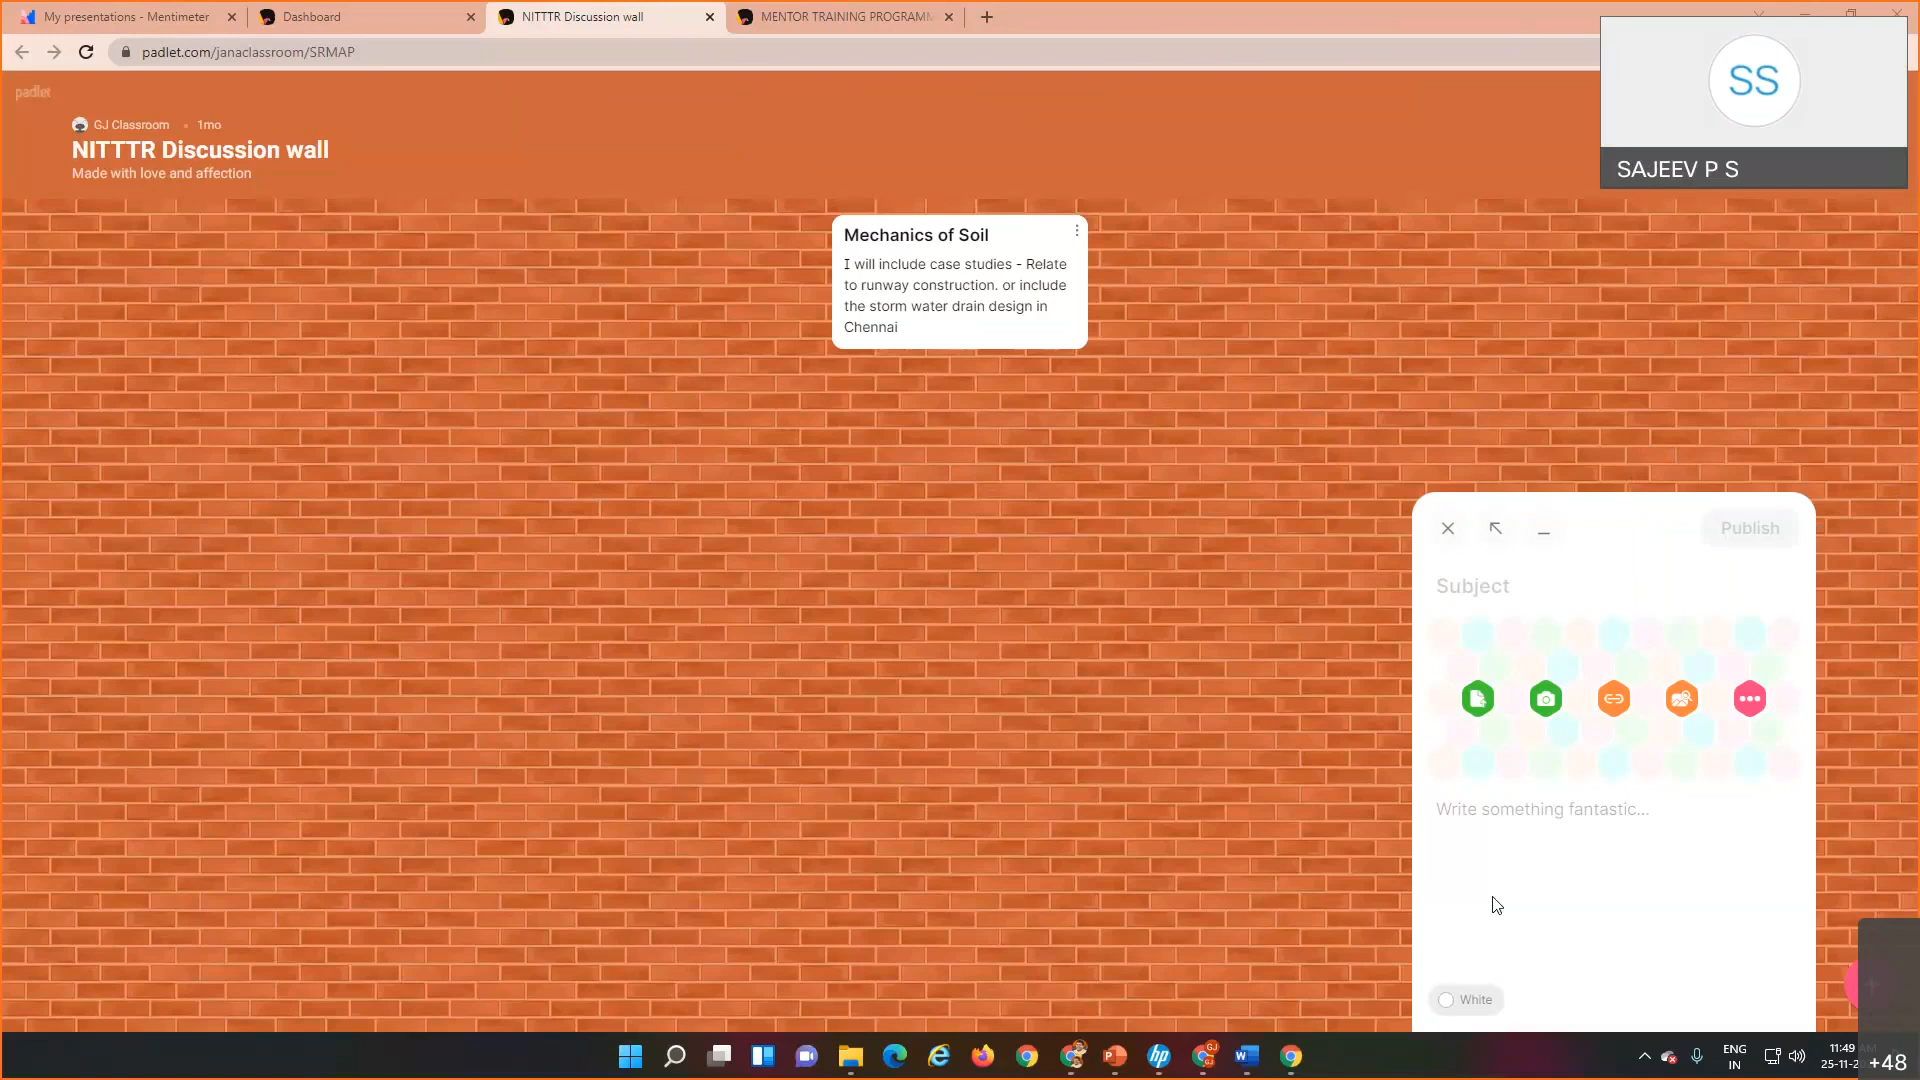 My presentations - Mentimeter
Dashboard
NITTTR Discussion wall
MENTOR TRAINING PROGRAMM
padlet.com/janaclassroom/SRMAP
padlet
GJ Classroom • 1mo
NITTTR Discussion wall
Made with love and affection
SS
SAJEEV P S
Mechanics of Soil
I will include case studies - Relate
to runway construction. or include
the storm water drain design in
Chennai
Publish
Subject
Write something fantastic...
White
ENG
IN
11:49
25-11-2
+48